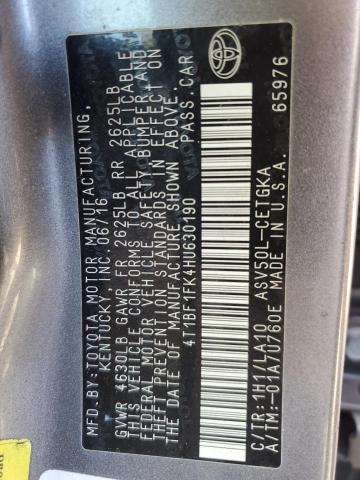 MFD.BY:TOYOTA MOTOR MANUFACTURING,
KENTUCKY, INC. 06/16
GVWR 4630LB GAWR FR 2625LB RR 2625LB
THIS VEHICLE CONFORMS TO ALL APPLICABLE
FEDERAL MOTOR VEHICLE SAFETY, BUMPER, AND
THEFT PREVENTION STANDARDS IN EFFECT ON
THE DATE OF MANUFACTURE SHOWN ABOVE.
4T1BF1FK4HU630190 PASS. CAR
C/TR: 1H1/LA10 ASV50L-CETGKA
A/TM:-01A/U760E MADE IN U.S.A.
65976